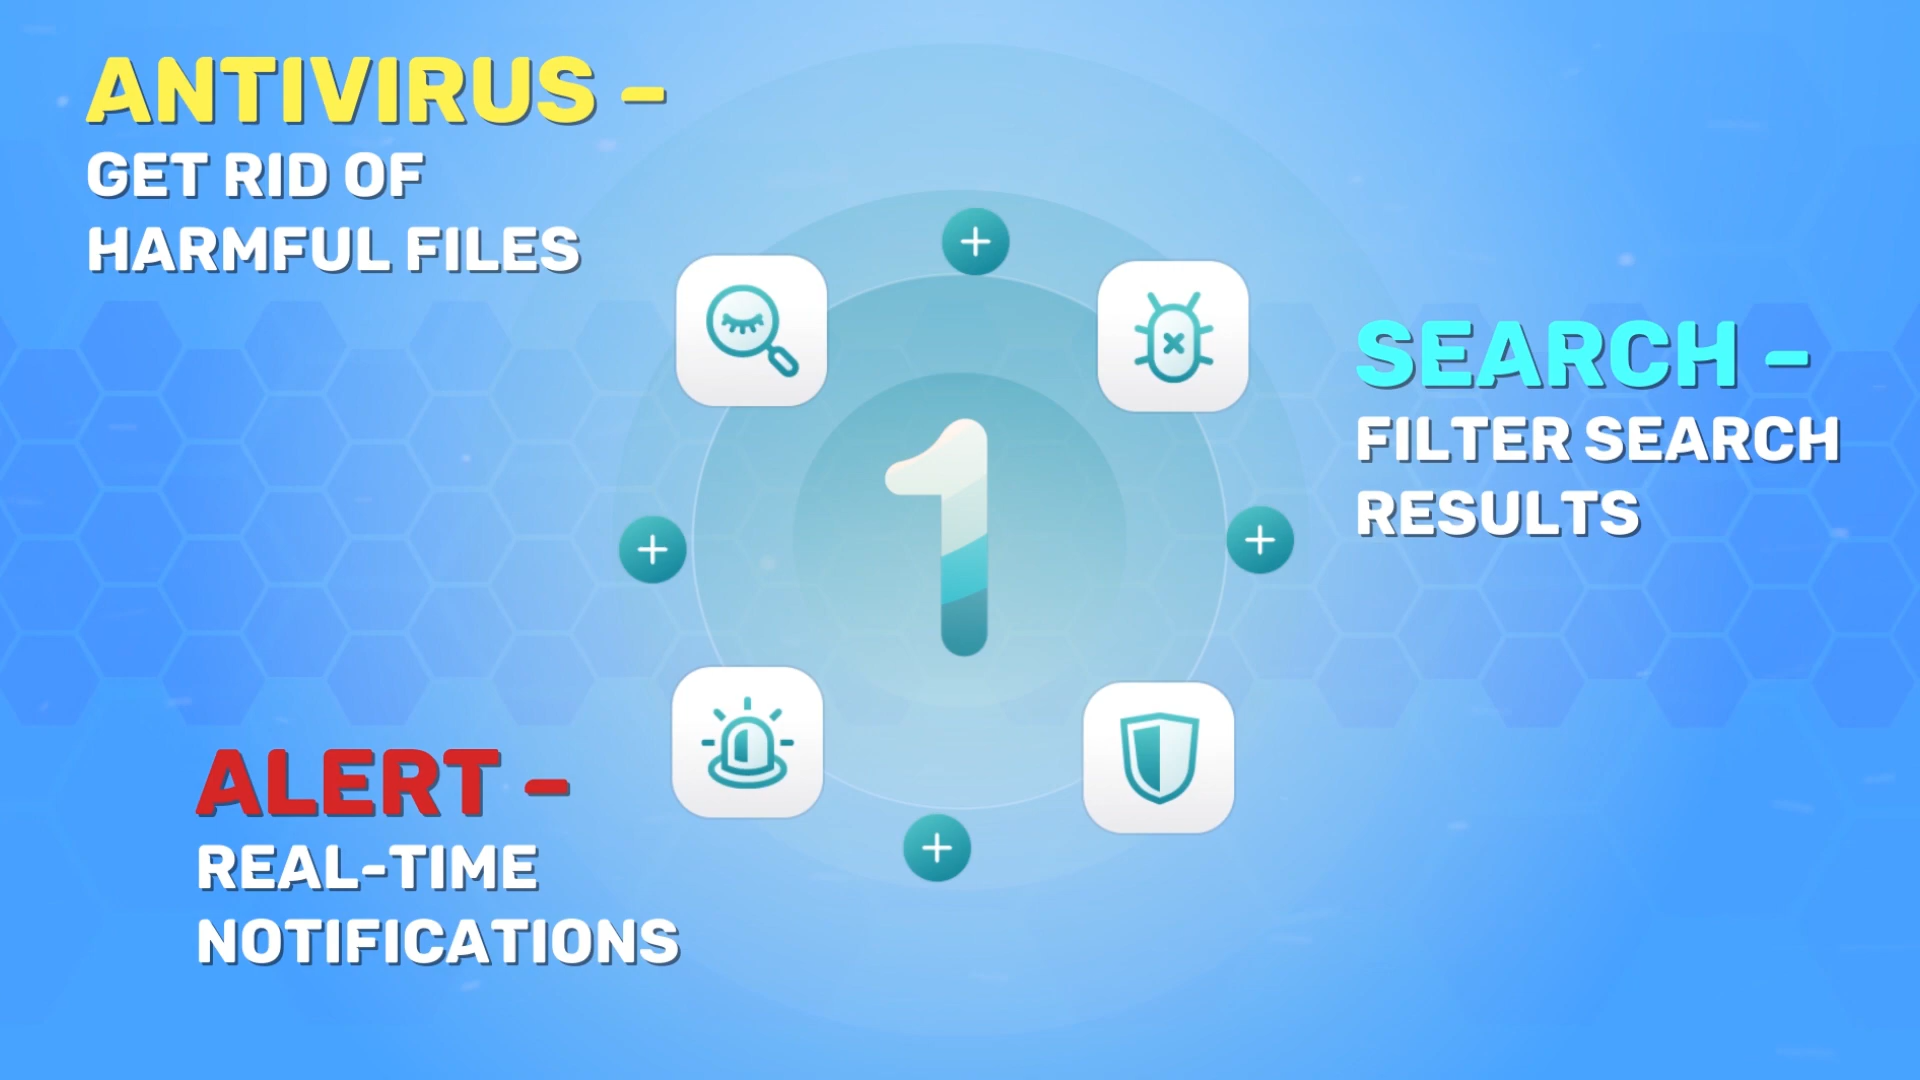 ANTIVIRUS –
GET RID OF
HARMFUL FILES
SEARCH –
FILTER SEARCH
RESULTS
1
ALERT –
REAL-TIME
NOTIFICATIONS